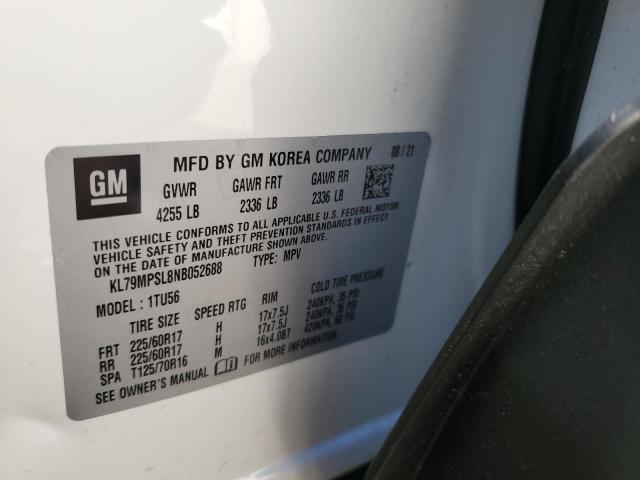 GM
MFD BY GM KOREA COMPANY 08 / 21
GVWR GAWR FRT GAWR RR
4255 LB 2336 LB 2336 LB
THIS VEHICLE CONFORMS TO ALL APPLICABLE U.S. FEDERAL MOTOR
VEHICLE SAFETY AND THEFT PREVENTION STANDARDS IN EFFECT ON
THE DATE OF MANUFACTURE SHOWN ABOVE.
KL79MPSL8NB052688 TYPE: MPV
MODEL : 1TU56
TIRE SIZE SPEED RTG RIM COLD TIRE PRESSURE
FRT 225/60R17 H 17x7.5J 240KPA, 35 PSI
RR 225/60R17 H 17x7.5J 240KPA, 35 PSI
SPA T125/70R16 M 16x4.0BT 420KPA, 60 PSI
SEE OWNER'S MANUAL FOR MORE INFORMATION